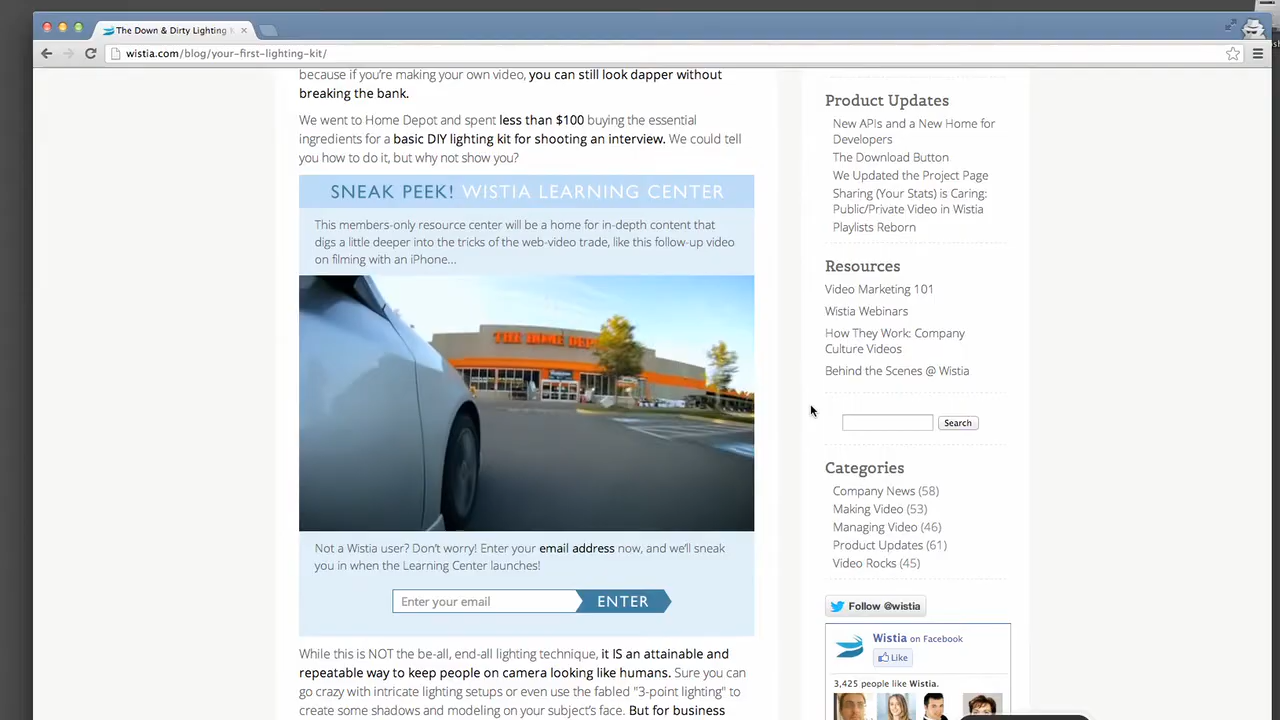 The Down & Dirty Lighting
wistia.com/blog/your-first-lighting-kit/
because if you're making your own video, you can still look dapper without
breaking the bank.
We went to Home Depot and spent less than $100 buying the essential
ingredients for a basic DIY lighting kit for shooting an interview. We could tell
you how to do it, but why not show you?
SNEAK PEEK! WISTIA LEARNING CENTER
This members-only resource center will be a home for in-depth content that
digs a little deeper into the tricks of the web-video trade, like this follow-up video
on filming with an iPhone...
THE HOME DEPOT
Not a Wistia user? Don't worry! Enter your email address now, and we'll sneak
you in when the Learning Center launches!
Enter your email
ENTER
While this is NOT the be-all, end-all lighting technique, it IS an attainable and
repeatable way to keep people on camera looking like humans. Sure you can
go crazy with intricate lighting setups or even use the fabled "3-point lighting" to
create some shadows and modeling on your subject's face. But for business
Product Updates
New APIs and a New Home for
Developers
The Download Button
We Updated the Project Page
Sharing (Your Stats) is Caring:
Public/Private Video in Wistia
Playlists Reborn
Resources
Video Marketing 101
Wistia Webinars
How They Work: Company
Culture Videos
Behind the Scenes @ Wistia
Search
Categories
Company News (58)
Making Video (53)
Managing Video (46)
Product Updates (61)
Video Rocks (45)
Follow @wistia
Wistia on Facebook
Like
3,425 people like Wistia.